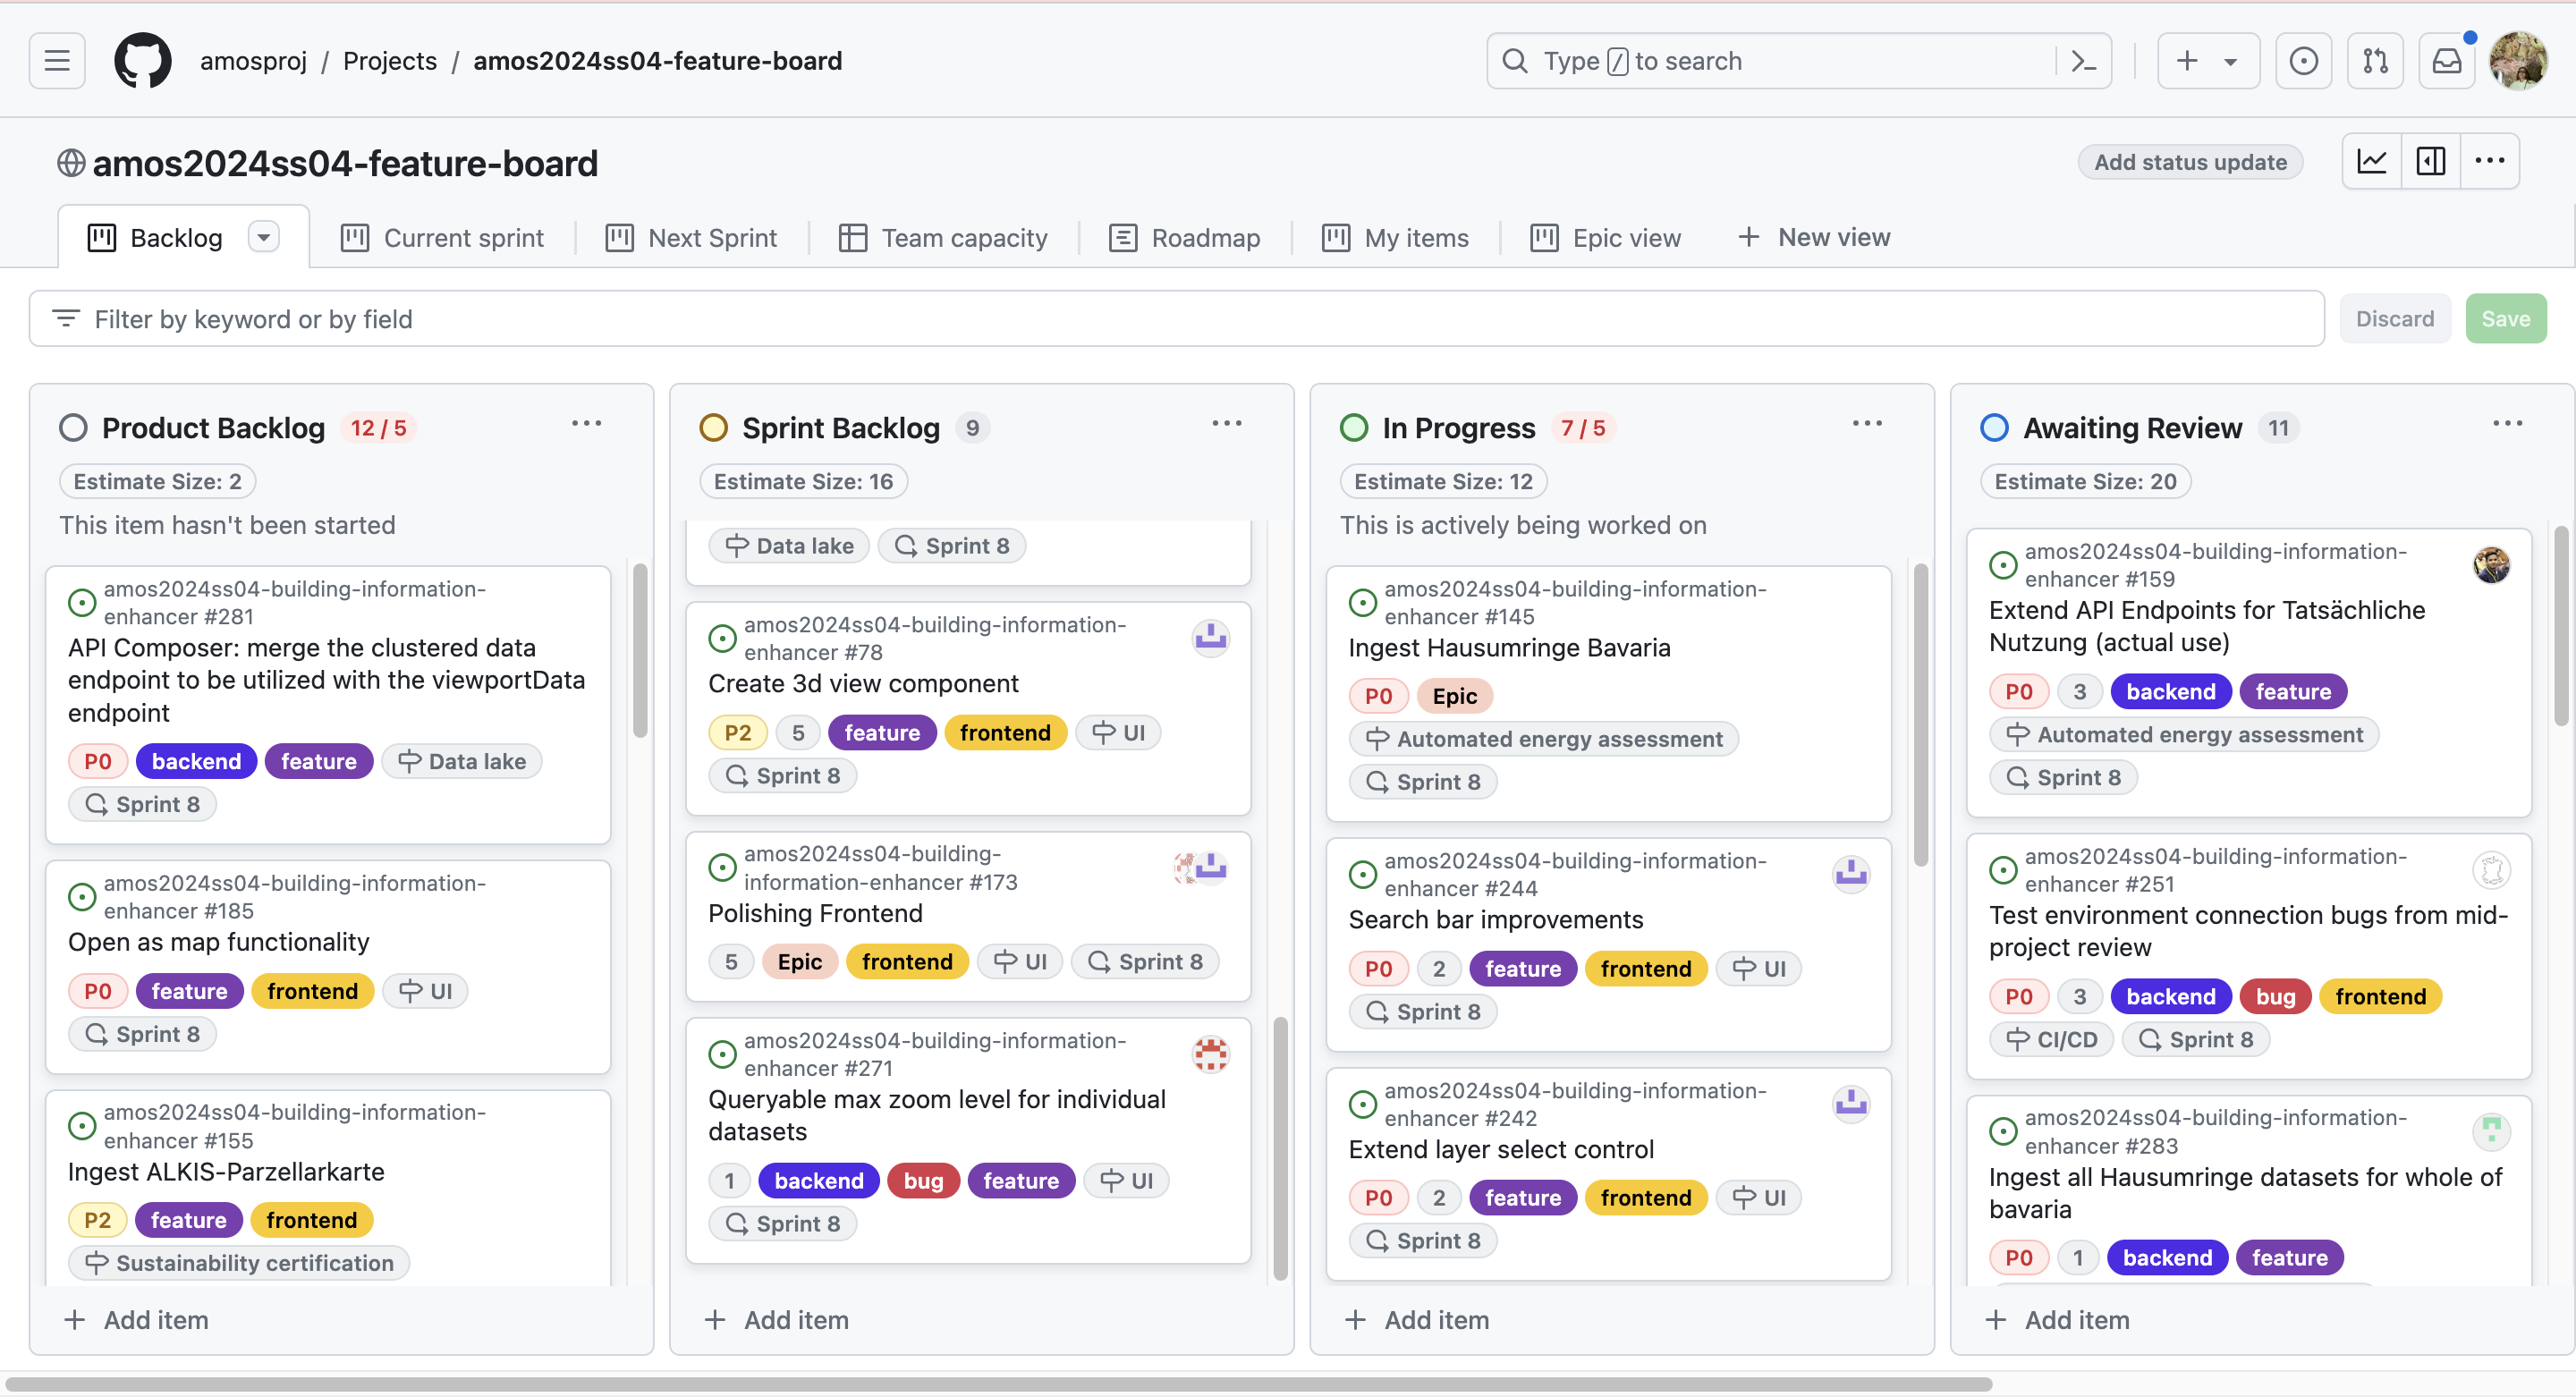 amosproj / Projects / amos2024ss04-feature-board
Type / to search
amos2024ss04-feature-board
Add status update
Backlog
Current sprint
Next Sprint
Team capacity
Roadmap
My items
Epic view
New view
Filter by keyword or by field
Discard
Save
Product Backlog 12 / 5
Estimate Size: 2
This item hasn't been started
amos2024ss04-building-information-
enhancer #281
API Composer: merge the clustered data
endpoint to be utilized with the viewportData
endpoint
P0 backend feature Data lake
Sprint 8
amos2024ss04-building-information-
enhancer #185
Open as map functionality
P0 feature frontend UI
Sprint 8
amos2024ss04-building-information-
enhancer #155
Ingest ALKIS-Parzellarkarte
P2 feature frontend
Sustainability certification
Add item
Sprint Backlog 9
Estimate Size: 16
Data lake Sprint 8
amos2024ss04-building-information-
enhancer #78
Create 3d view component
P2 5 feature frontend UI
Sprint 8
amos2024ss04-building-
information-enhancer #173
Polishing Frontend
5 Epic frontend UI Sprint 8
amos2024ss04-building-information-
enhancer #271
Queryable max zoom level for individual
datasets
1 backend bug feature UI
Sprint 8
Add item
In Progress 7 / 5
Estimate Size: 12
This is actively being worked on
amos2024ss04-building-information-
enhancer #145
Ingest Hausumringe Bavaria
P0 Epic
Automated energy assessment
Sprint 8
amos2024ss04-building-information-
enhancer #244
Search bar improvements
P0 2 feature frontend UI
Sprint 8
amos2024ss04-building-information-
enhancer #242
Extend layer select control
P0 2 feature frontend UI
Sprint 8
Add item
Awaiting Review 11
Estimate Size: 20
amos2024ss04-building-information-
enhancer #159
Extend API Endpoints for Tatsächliche
Nutzung (actual use)
P0 3 backend feature
Automated energy assessment
Sprint 8
amos2024ss04-building-information-
enhancer #251
Test environment connection bugs from mid-
project review
P0 3 backend bug frontend
CI/CD Sprint 8
amos2024ss04-building-information-
enhancer #283
Ingest all Hausumringe datasets for whole of
bavaria
P0 1 backend feature
Add item